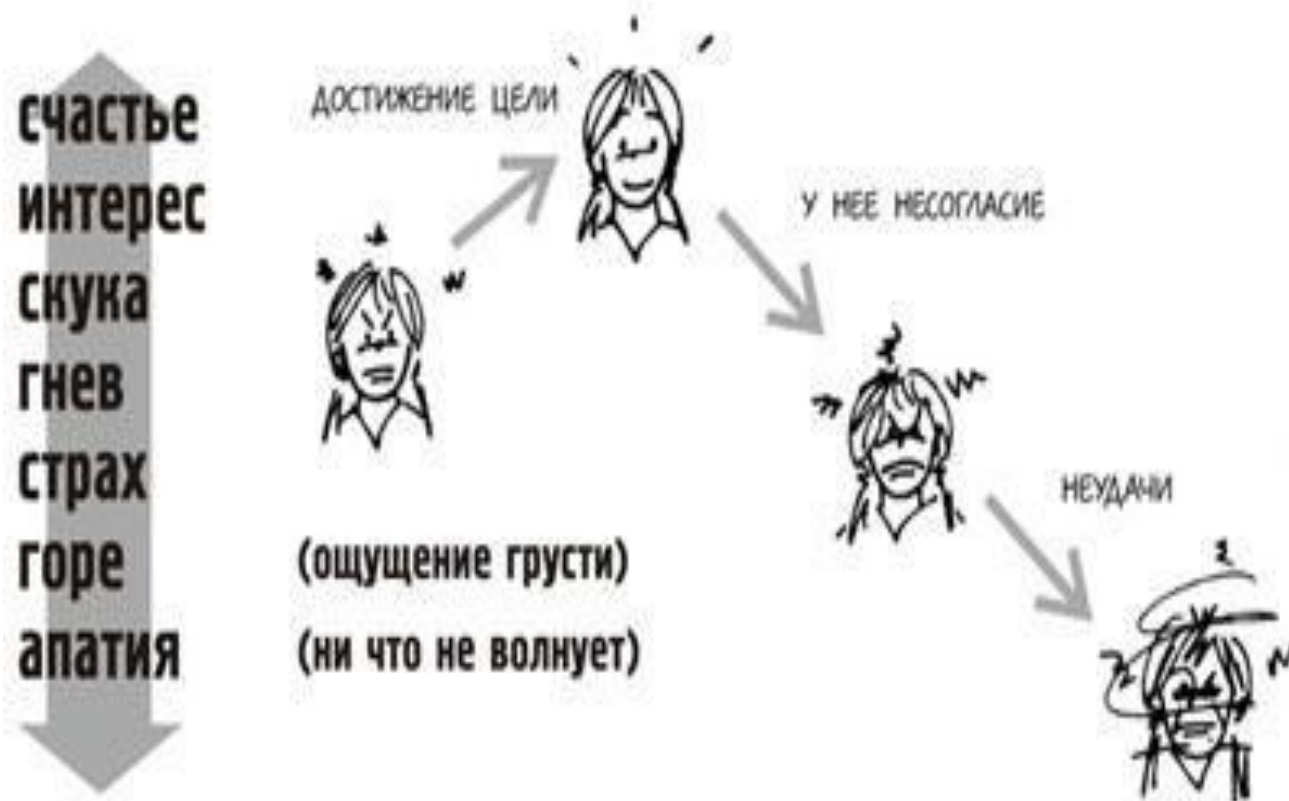 счастье
интерес
скука
гнев
страх
горе
апатия
ДОСТИЖЕНИЕ ЦЕЛИ
У НЕЕ НЕСОГЛАСИЕ
НЕУДАЧИ
(ощущение грусти)
(ни что не волнует)